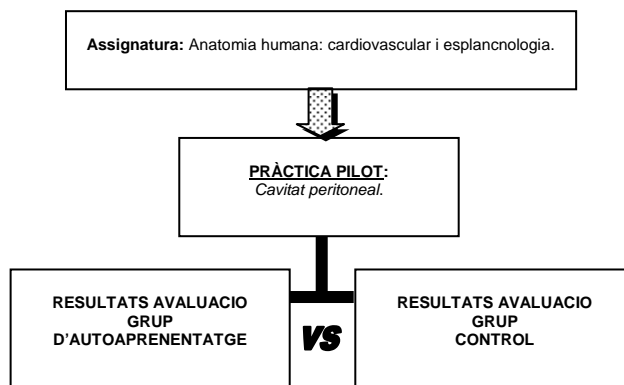 Assignatura: Anatomia humana: cardiovascular i esplancnologia.
PRÀCTICA PILOT:
Cavitat peritoneal.
RESULTATS AVALUACIO
GRUP
D'AUTOAPRENENTATGE
VS
RESULTATS AVALUACIO
GRUP
CONTROL